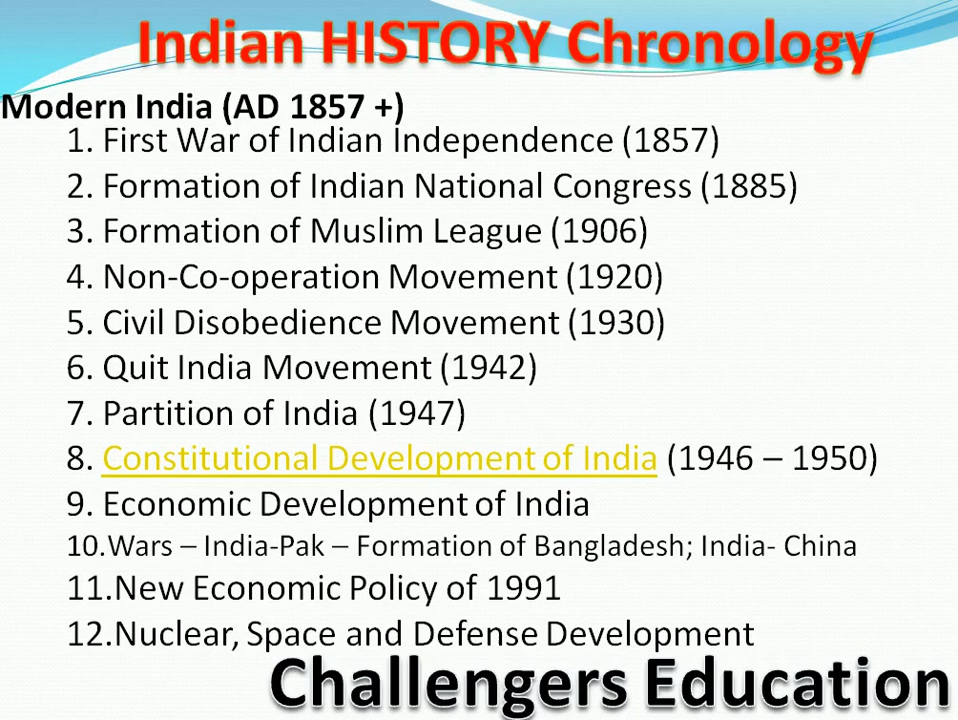 Indian HISTORY Chronology
Modern India (AD 1857 +)
1. First War of Indian Independence (1857)
2. Formation of Indian National Congress (1885)
3. Formation of Muslim League (1906)
4. Non-Co-operation Movement (1920)
5. Civil Disobedience Movement (1930)
6. Quit India Movement (1942)
7. Partition of India (1947)
8. Constitutional Development of India (1946 – 1950)
9. Economic Development of India
10.Wars – India-Pak – Formation of Bangladesh; India- China
11.New Economic Policy of 1991
12.Nuclear, Space and Defense Development
Challengers Education